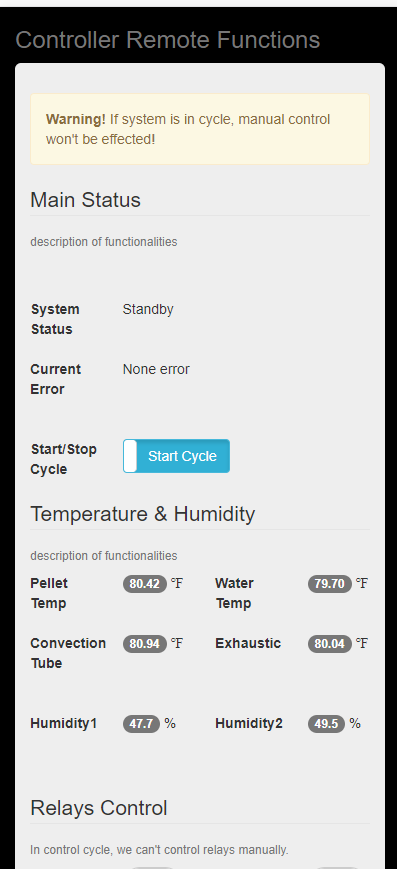 Controller Remote Functions
Warning! If system is in cycle, manual control
won't be effected!
Main Status
description of functionalities
System
Status
Standby
Current
Error
None error
Start/Stop
Cycle
Start Cycle
Temperature & Humidity
description of functionalities
Pellet
Temp
80.42 °F
Water
Temp
79.70 °F
Convection
Tube
80.94 °F
Exhaustic
80.04 °F
Humidity1
47.7 %
Humidity2
49.5 %
Relays Control
In control cycle, we can't control relays manually.